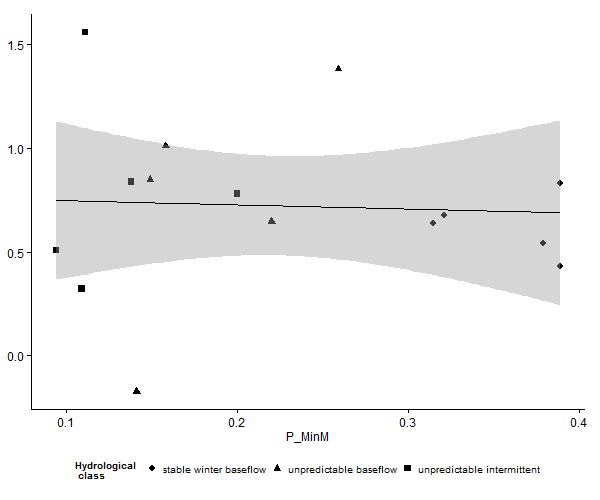 1.5
1.0
0.5
0.0
0.1 0.2 0.3 0.4
P_MinM
Hydrological
class
stable winter baseflow unpredictable baseflow unpredictable intermittent